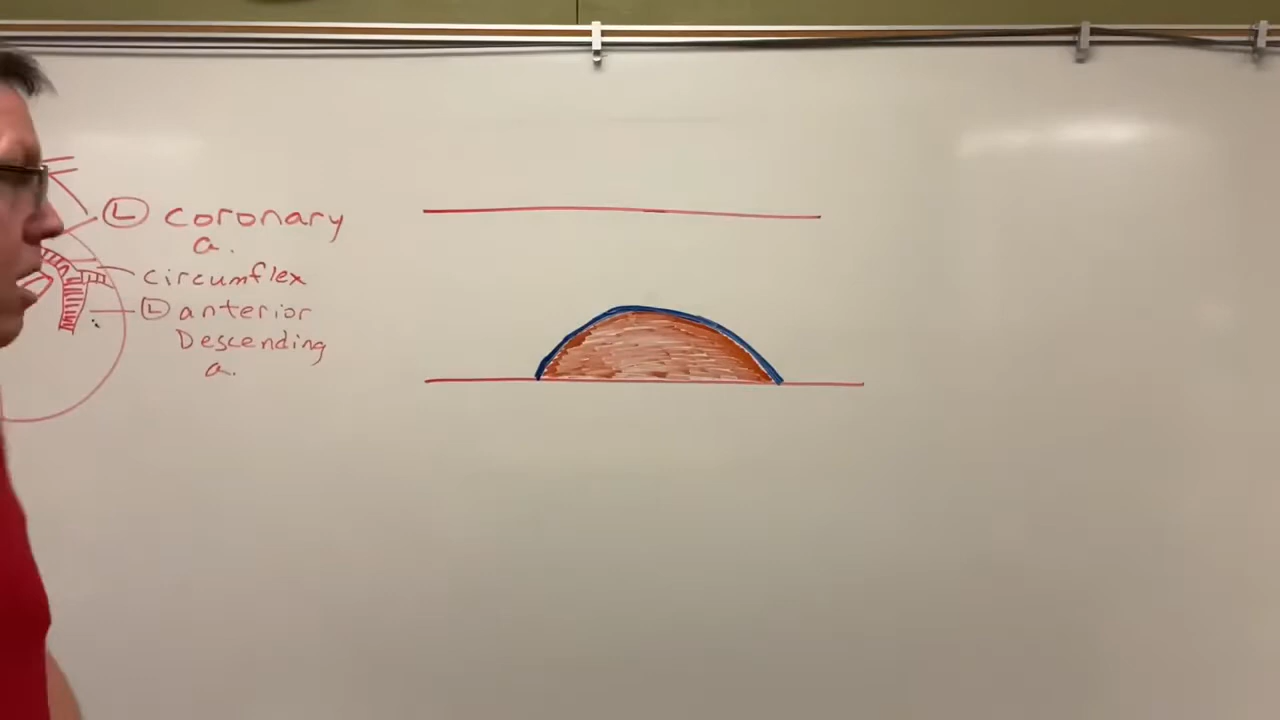 Ⓛ coronary
a.
circumflex
Ⓛ anterior
Descending
a.